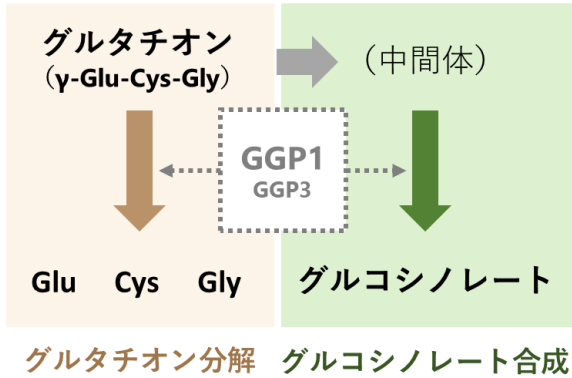 グルタチオン
（γ-Glu-Cys-Gly）
（中間体）
GGP1
GGP3
Glu Cys Gly
グルコシノレート
グルタチオン分解
グルコシノレート合成